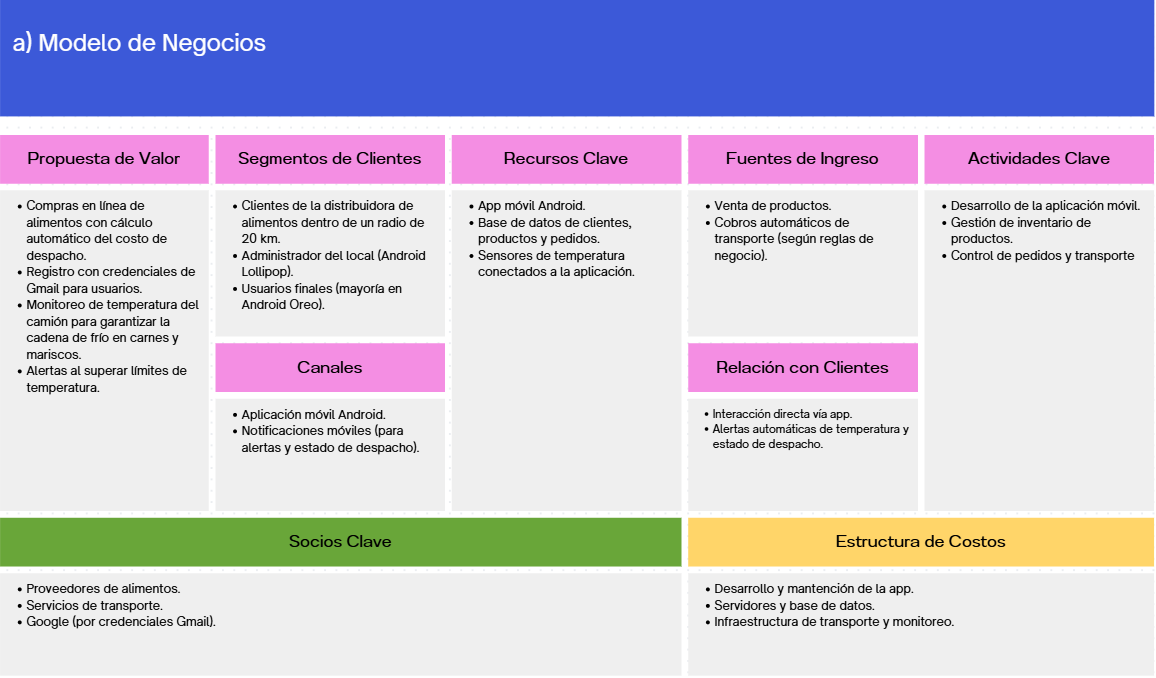 a) Modelo de Negocios
Propuesta de Valor
• Compras en línea de
alimentos con cálculo
automático del costo de
despacho.
• Registro con credenciales de
Gmail para usuarios.
• Monitoreo de temperatura del
camión para garantizar la
cadena de frío en carnes y
mariscos.
• Alertas al superar límites de
temperatura.
Segmentos de Clientes
• Clientes de la distribuidora de
alimentos dentro de un radio de
20 km.
• Administrador del local (Android
Lollipop).
• Usuarios finales (mayoría en
Android Oreo).
Canales
• Aplicación móvil Android.
• Notificaciones móviles (para
alertas y estado de despacho).
Recursos Clave
• App móvil Android.
• Base de datos de clientes,
productos y pedidos.
• Sensores de temperatura
conectados a la aplicación.
Fuentes de Ingreso
• Venta de productos.
• Cobros automáticos de
transporte (según reglas de
negocio).
Relación con Clientes
• Interacción directa vía app.
• Alertas automáticas de temperatura y
estado de despacho.
Actividades Clave
• Desarrollo de la aplicación móvil.
• Gestión de inventario de
productos.
• Control de pedidos y transporte
Socios Clave
• Proveedores de alimentos.
• Servicios de transporte.
• Google (por credenciales Gmail).
Estructura de Costos
• Desarrollo y mantención de la app.
• Servidores y base de datos.
• Infraestructura de transporte y monitoreo.